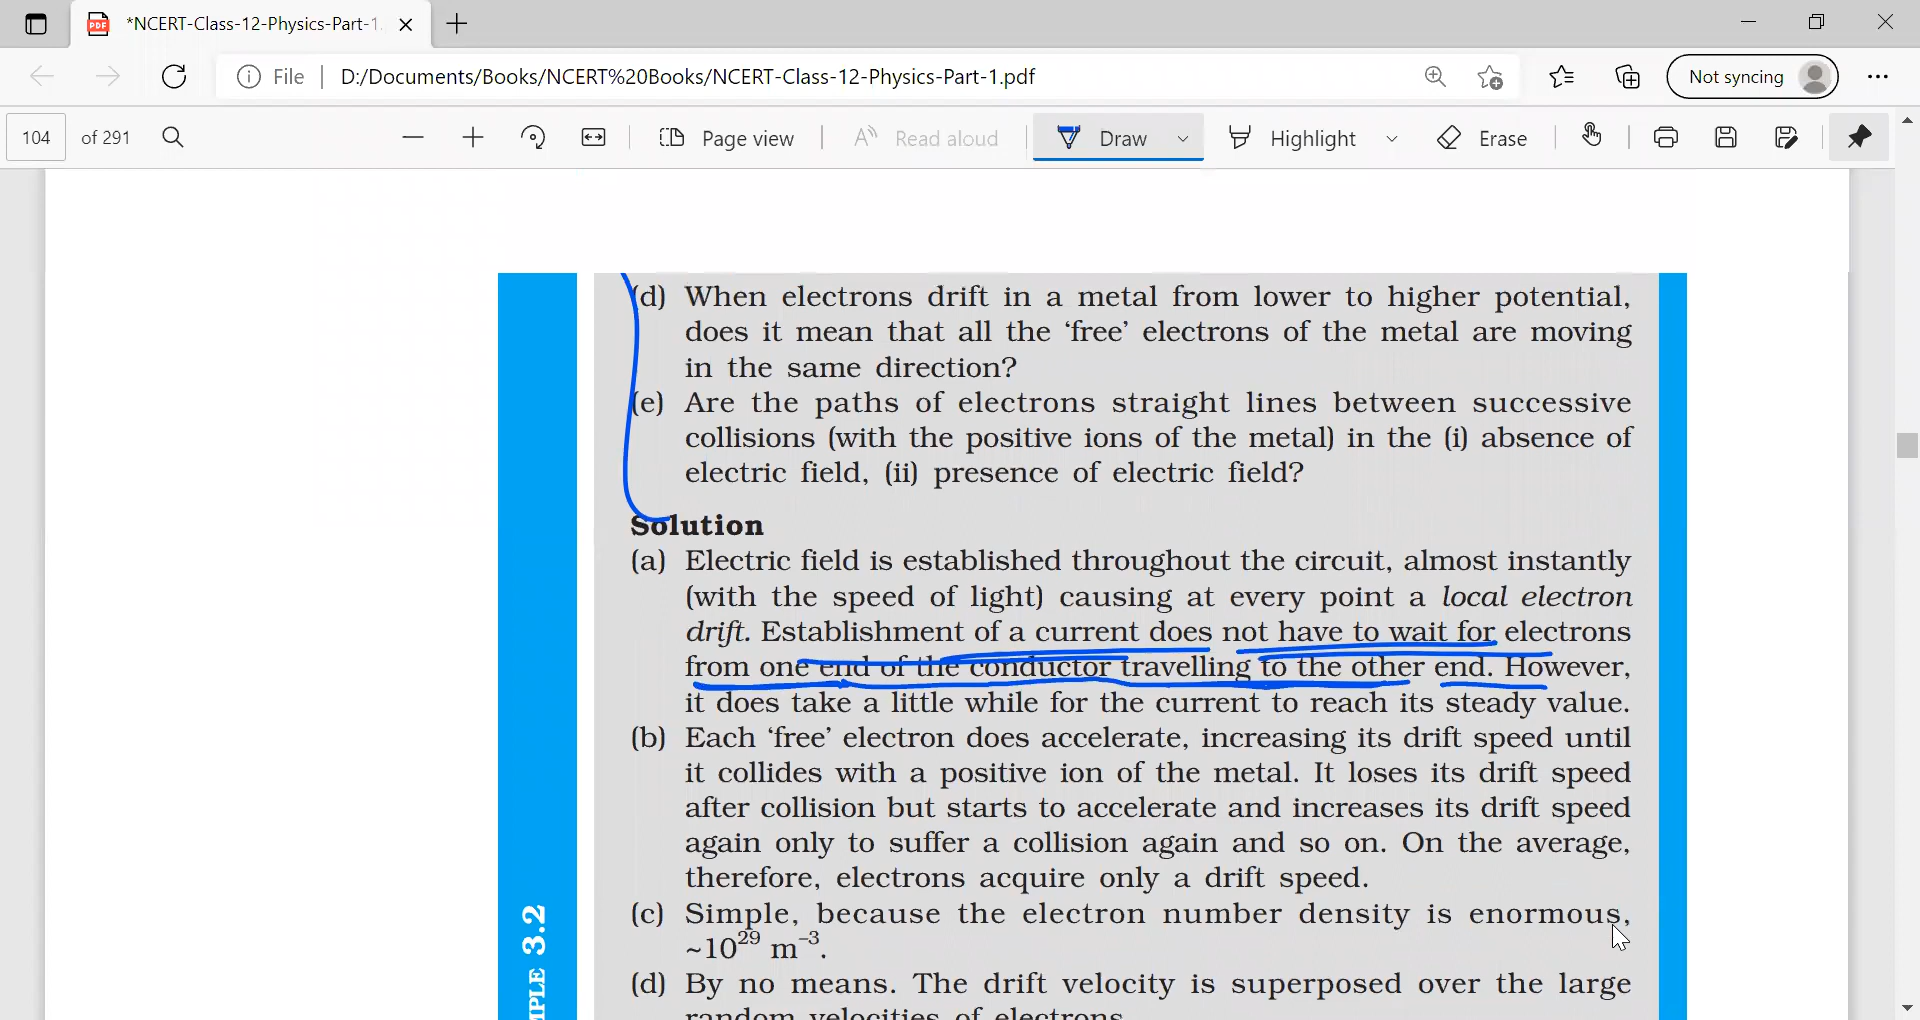 *NCERT-Class-12-Physics-Part-1.
File
D:/Documents/Books/NCERT%20Books/NCERT-Class-12-Physics-Part-1.pdf
Not syncing
104 of 291
Page view
Read aloud
Draw
Highlight
Erase
(d) When electrons drift in a metal from lower to higher potential,
does it mean that all the ‘free’ electrons of the metal are moving
in the same direction?
(e) Are the paths of electrons straight lines between successive
collisions (with the positive ions of the metal) in the (i) absence of
electric field, (ii) presence of electric field?
Solution
(a) Electric field is established throughout the circuit, almost instantly
(with the speed of light) causing at every point a local electron
drift. Establishment of a current does not have to wait for electrons
from one end of the conductor travelling to the other end. However,
it does take a little while for the current to reach its steady value.
(b) Each ‘free’ electron does accelerate, increasing its drift speed until
it collides with a positive ion of the metal. It loses its drift speed
after collision but starts to accelerate and increases its drift speed
again only to suffer a collision again and so on. On the average,
therefore, electrons acquire only a drift speed.
(c) Simple, because the electron number density is enormous,
~10²⁹ m⁻³.
(d) By no means. The drift velocity is superposed over the large
random velocities of electrons.
MPLE 3.2